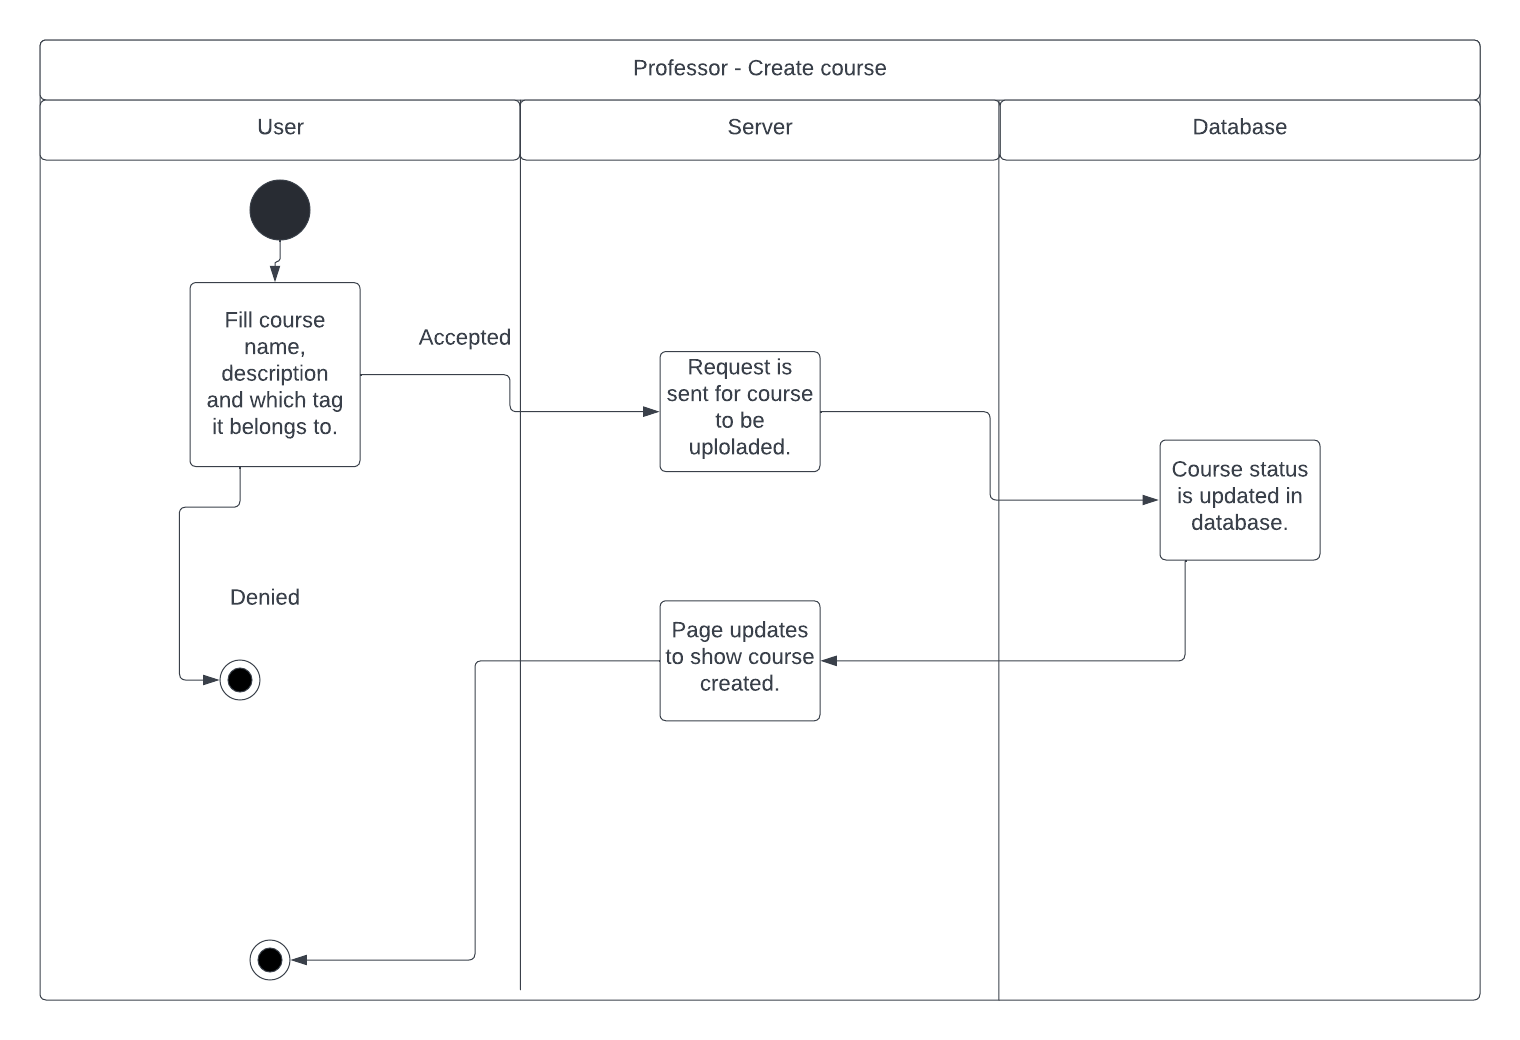 Professor - Create course
User
Server
Database
Fill course
name,
description
and which tag
it belongs to.
Accepted
Request is
sent for course
to be
uploladed.
Course status
is updated in
database.
Denied
Page updates
to show course
created.